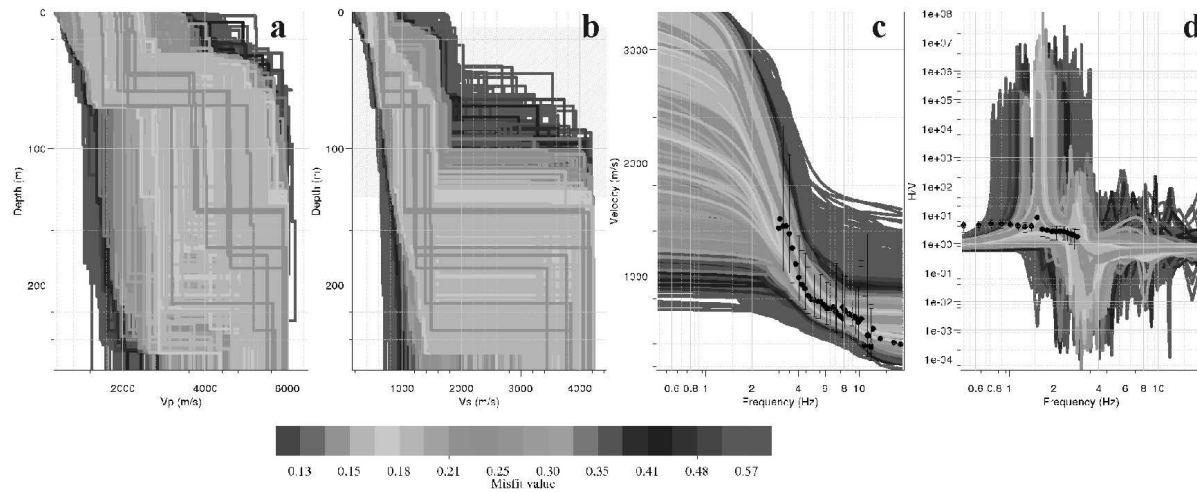 a
b
c
d
0
100
200
Depth (m)
2000 4000 6000
Vp (m/s)
0
100
200
Depth (m)
1000 2000 3000 4000
Vs (m/s)
3000
2000
1000
Velocity (m/s)
0.6 0.8 1 2 4 6 8 10
Frequency (Hz)
1e+08
1e+07
1e+06
1e+05
1e+04
1e+03
1e+02
1e+01
1e+00
1e-01
1e-02
1e-03
1e-04
H/V
0.6 0.8 1 2 4 6 8 10
Frequency (Hz)
0.13 0.15 0.18 0.21 0.25 0.30 0.35 0.41 0.48 0.57
Misfit value